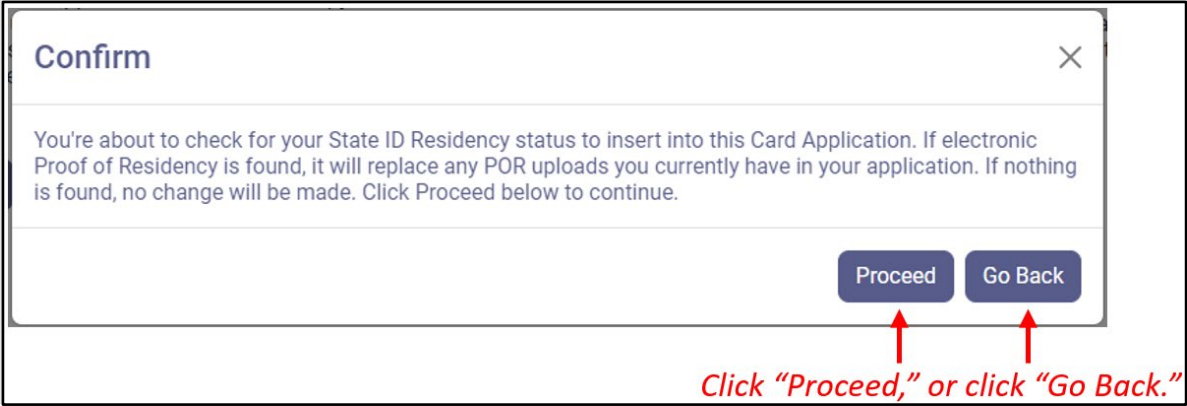 Confirm
You're about to check for your State ID Residency status to insert into this Card Application. If electronic
Proof of Residency is found, it will replace any POR uploads you currently have in your application. If nothing
is found, no change will be made. Click Proceed below to continue.
Proceed Go Back
Click “Proceed,” or click “Go Back.”